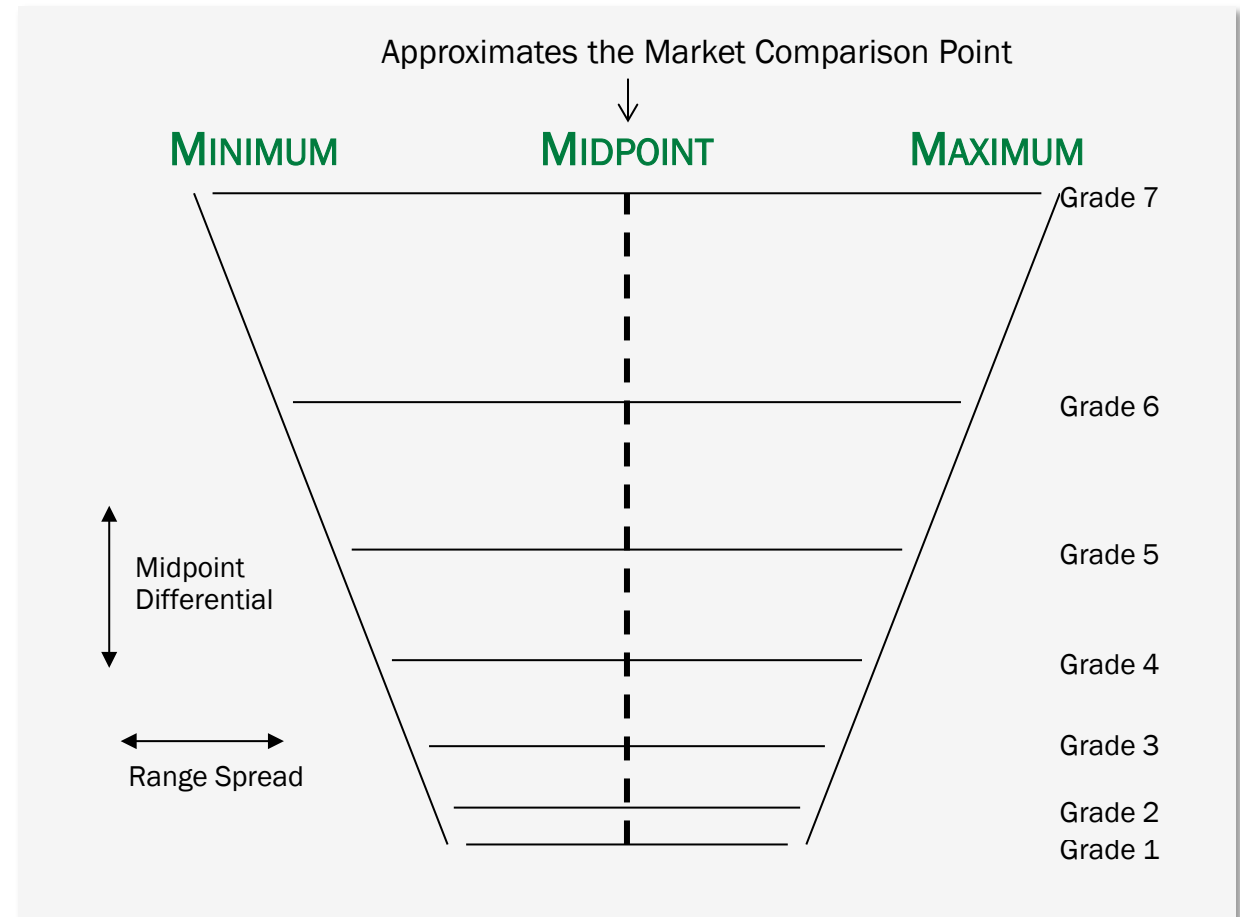 Approximates the Market Comparison Point
MINIMUM MIDPOINT MAXIMUM
Grade 7
Grade 6
Grade 5
Midpoint
Differential
Grade 4
Grade 3
Range Spread
Grade 2
Grade 1